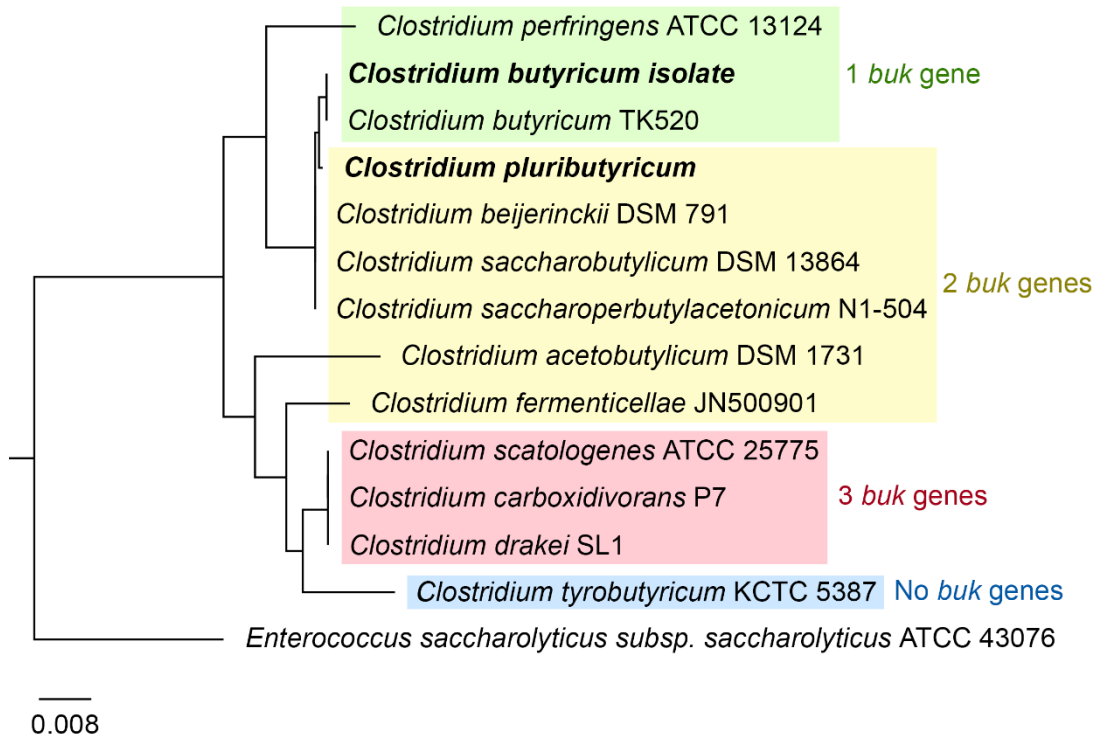 Clostridium perfringens ATCC 13124
Clostridium butyricum isolate
1 buk gene
Clostridium butyricum TK520
Clostridium pluributyricum
Clostridium beijerinckii DSM 791
Clostridium saccharobutylicum DSM 13864
2 buk genes
Clostridium saccharoperbutylacetonicum N1-504
Clostridium acetobutylicum DSM 1731
Clostridium fermenticellae JN500901
Clostridium scatologenes ATCC 25775
Clostridium carboxidivorans P7
3 buk genes
Clostridium drakei SL1
Clostridium tyrobutyricum KCTC 5387
No buk genes
Enterococcus saccharolyticus subsp. saccharolyticus ATCC 43076
0.008